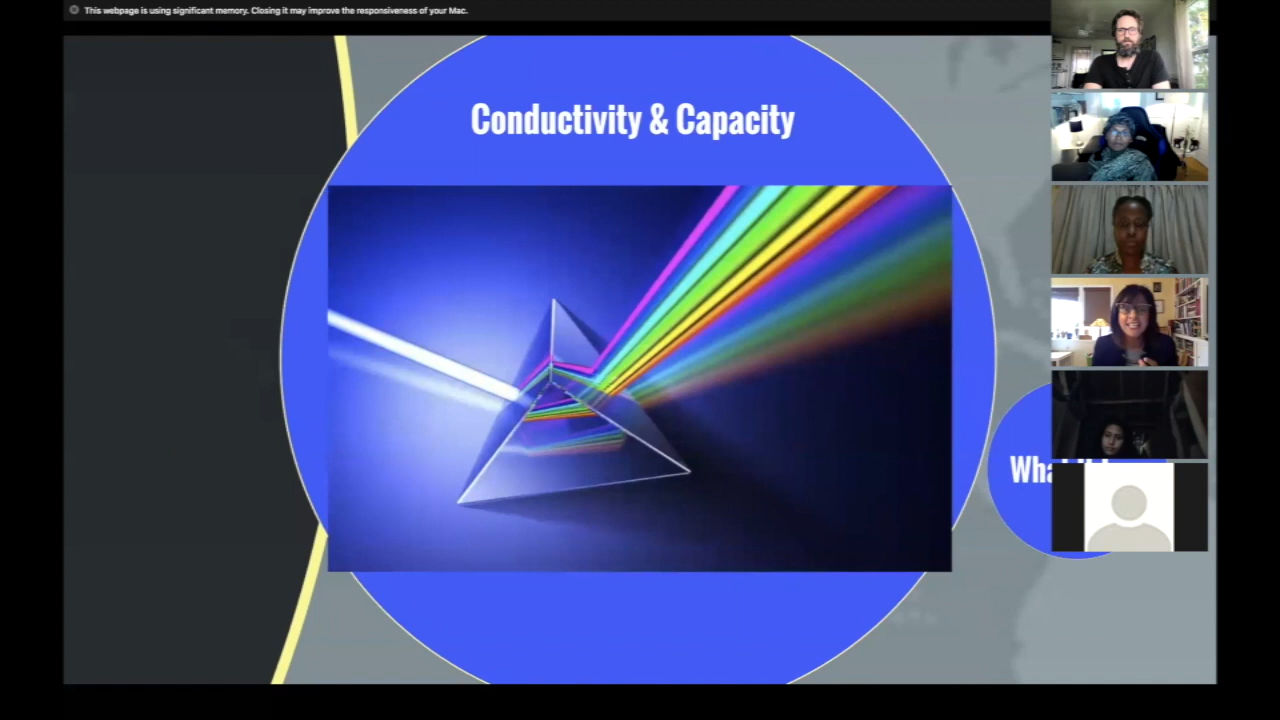 This webpage is using significant memory. Closing it may improve the responsiveness of your Mac.
Conductivity & Capacity